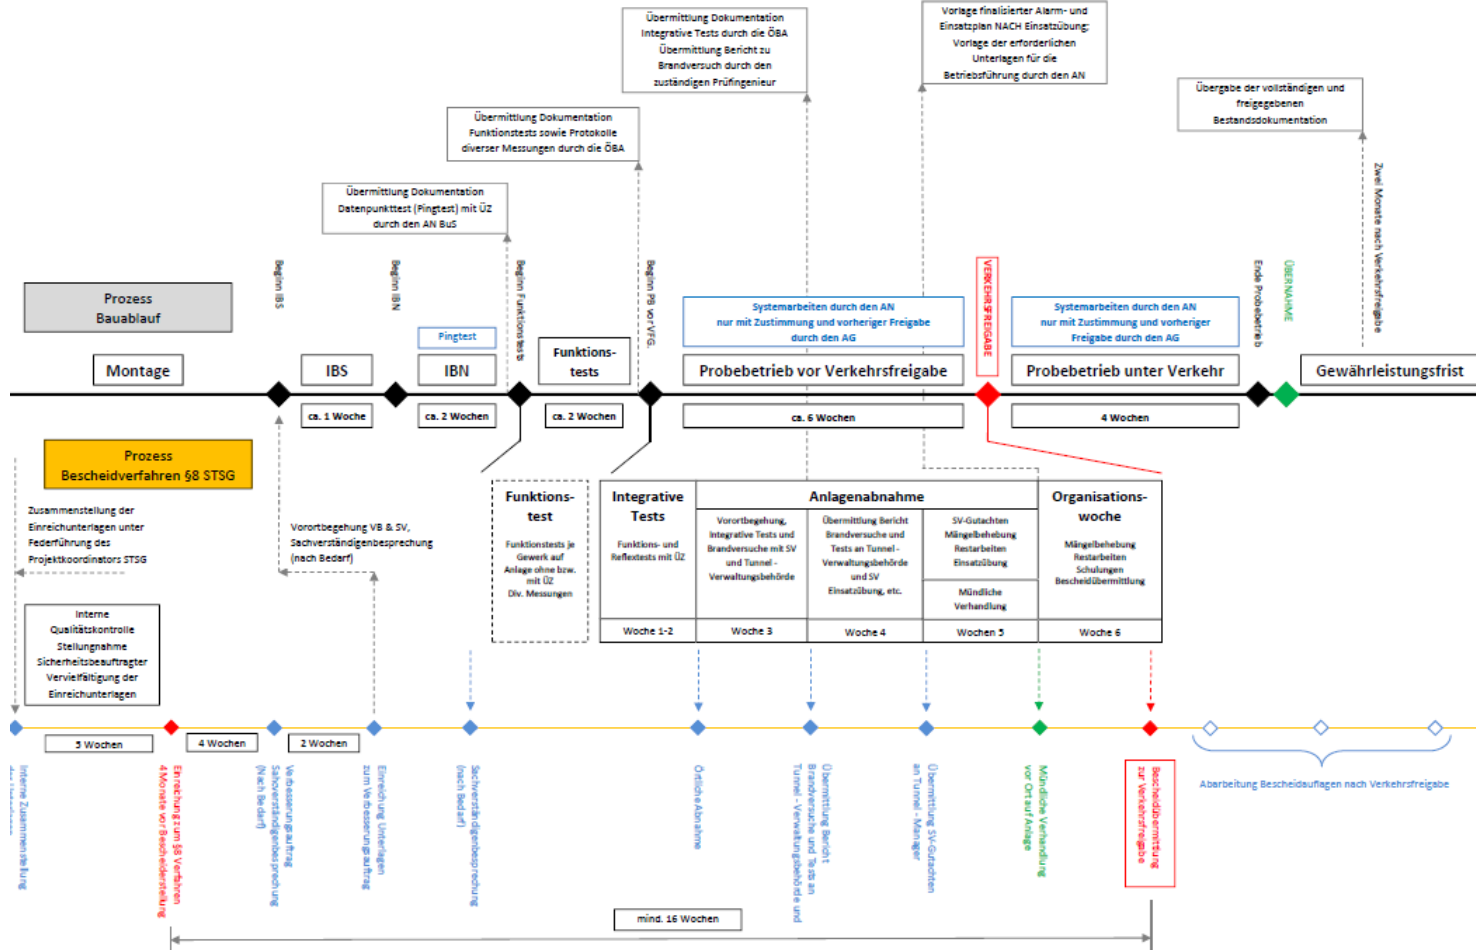 Übermittlung Dokumentation
Integrative Tests durch die ÖBA
Übermittlung Bericht zu
Brandversuch durch den
zuständigen Prüfingenieur
Vorlage finalisierter Alarm- und
Einsatzplan NACH Einsatzübung;
Vorlage der erforderlichen
Unterlagen für die
Betriebsführung durch den AN
Übergabe der vollständigen und
freigegebenen
Bestandsdokumentation
Übermittlung Dokumentation
Funktionstests sowie Protokolle
diverser Messungen durch die ÖBA
Übermittlung Dokumentation
Datenpunkttest (Pingtest) mit ÜZ
durch den AN BuS
Zwei Monate nach Verkehrsfreigabe
Beginn IBS
Beginn IBN
Beginn Funktionstests
Beginn PB vor VFG.
VERKEHRSFREIGABE
Ende Probebetrieb
ÜBERNAHME
Prozess
Bauablauf
Pingtest
Systemarbeiten durch den AN
nur mit Zustimmung und vorheriger Freigabe
durch den AG
Systemarbeiten durch den AN
nur mit Zustimmung und vorheriger
Freigabe durch den AG
Montage
IBS
IBN
Funktions-
tests
Probebetrieb vor Verkehrsfreigabe
Probebetrieb unter Verkehr
Gewährleistungsfrist
ca. 1 Woche
ca. 2 Wochen
ca. 2 Wochen
ca. 6 Wochen
4 Wochen
Prozess
Bescheidverfahren §8 STSG
Zusammenstellung der
Einreichunterlagen unter
Federführung des
Projektkoordinators STSG
Vorortbegehung VB & SV,
Sachverständigenbesprechung
(nach Bedarf)
Funktions-
test
Funktionstests je
Gewerk auf
Anlage ohne bzw.
mit ÜZ
Div. Messungen
Integrative
Tests
Funktions- und
Reflextests mit ÜZ
Woche 1-2
Anlagenabnahme
Vorortbegehung,
Integrative Tests und
Brandversuche mit SV
und Tunnel -
Verwaltungsbehörde
Woche 3
Übermittlung Bericht
Brandversuche und
Tests an Tunnel -
Verwaltungsbehörde
und SV
Einsatzübung, etc.
Woche 4
SV-Gutachten
Mängelbehebung
Restarbeiten
Einsatzübung
Mündliche
Verhandlung
Wochen 5
Organisations-
woche
Mängelbehebung
Restarbeiten
Schulungen
Bescheidübermittlung
Woche 6
Interne
Qualitätskontrolle
Stellungnahme
Sicherheitsbeauftragter
Vervielfältigung der
Einreichunterlagen
5 Wochen
4 Wochen
2 Wochen
Interne Zusammenstellung
Einreichung zum §8 Verfahren
4 Monate vor Bescheiderstellung
Verbesserungsauftrag
Sahcverständigenbesprechung
(Nach Bedarf)
Einreichung Unterlagen
zum Verbesserungsauftrag
Sachverständigenbesprechung
(nach Bedarf)
Örtliche Abnahme
Übermittlung Bericht
Brandversuche und Tests an
Tunnel - Verwaltungsbehörde und
Übermittlung SV-Gutachten
an Tunnel - Manager
Mündliche Verhandlung
vor Ort auf Anlage
Bescheidübermittlung
zur Verkehrsfreigabe
Abarbeitung Bescheidauflagen nach Verkehrsfreigabe
mind. 16 Wochen